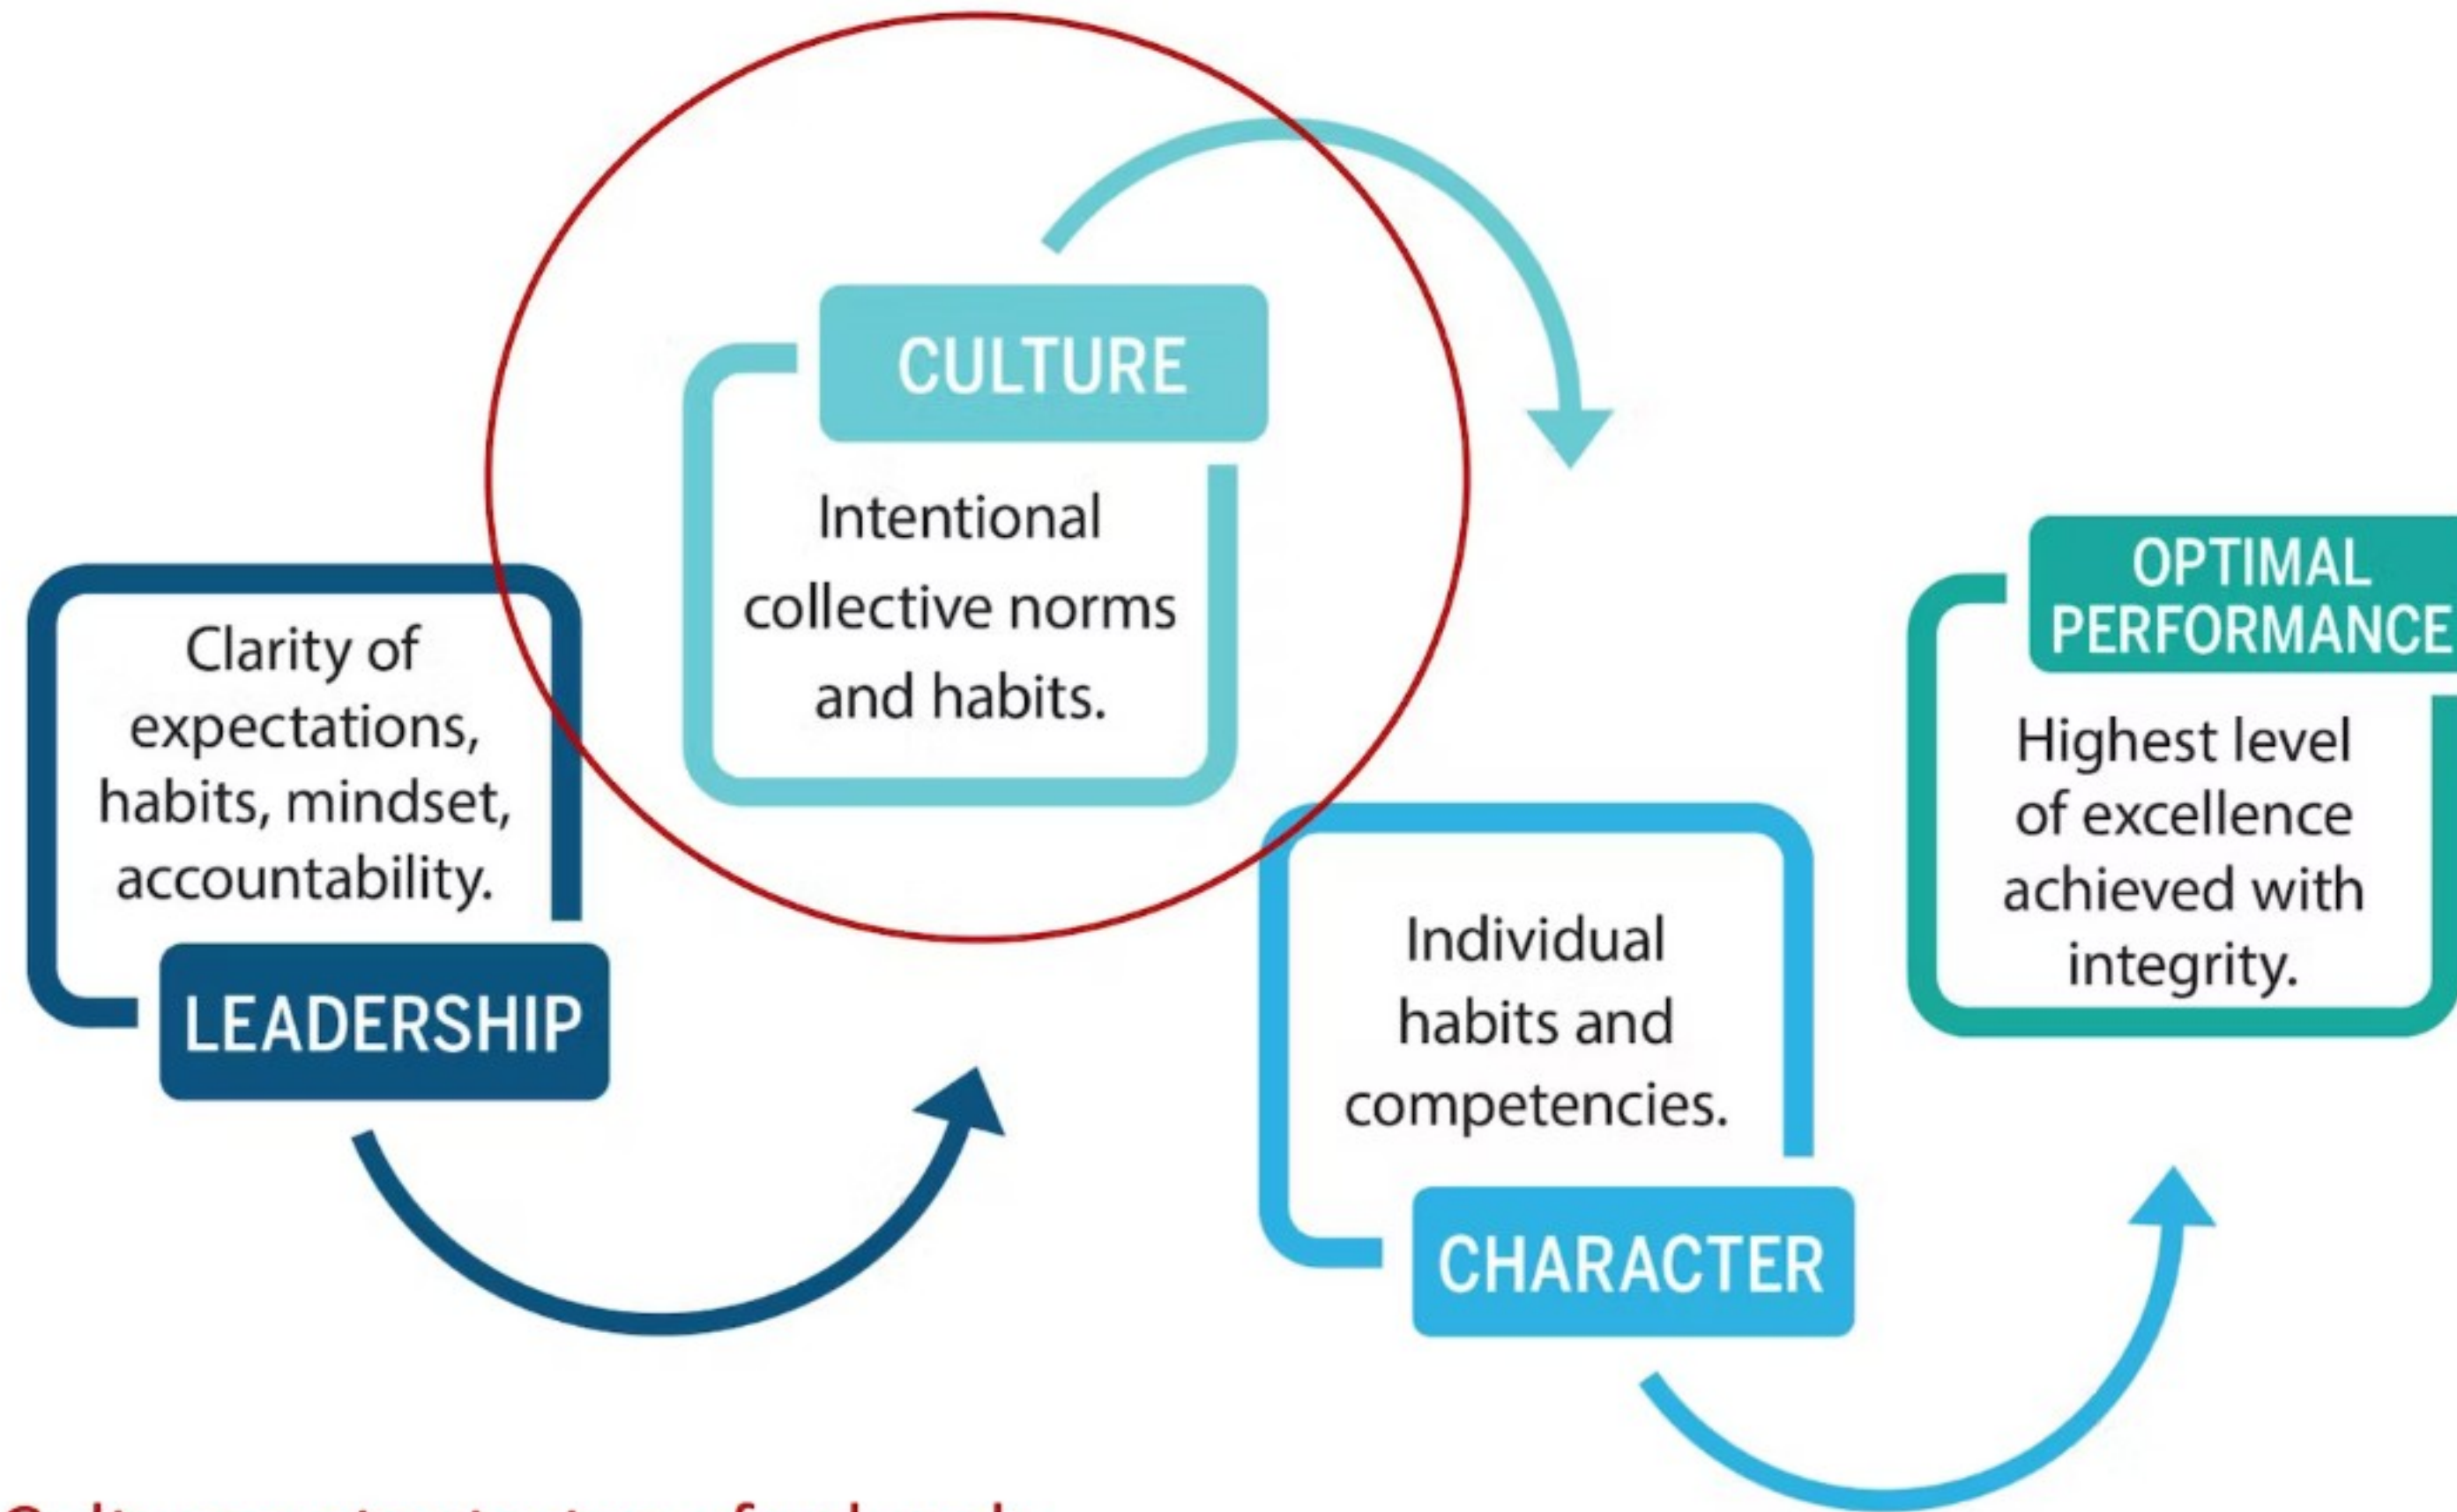 CULTURE
Intentional
collective norms
and habits.
Clarity of
expectations,
habits, mindset,
accountability.
LEADERSHIP
Individual
habits and
competencies.
CHARACTER
OPTIMAL
PERFORMANCE
Highest level
of excellence
achieved with
integrity.